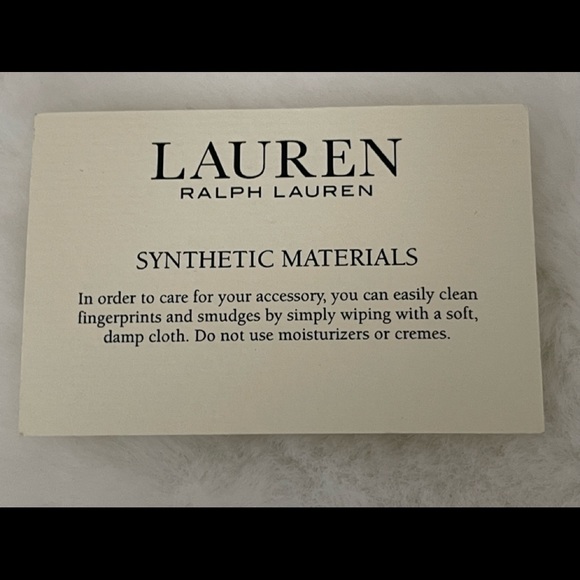 LAUREN
RALPH LAUREN
SYNTHETIC MATERIALS
In order to care for your accessory, you can easily clean
fingerprints and smudges by simply wiping with a soft,
damp cloth. Do not use moisturizers or cremes.